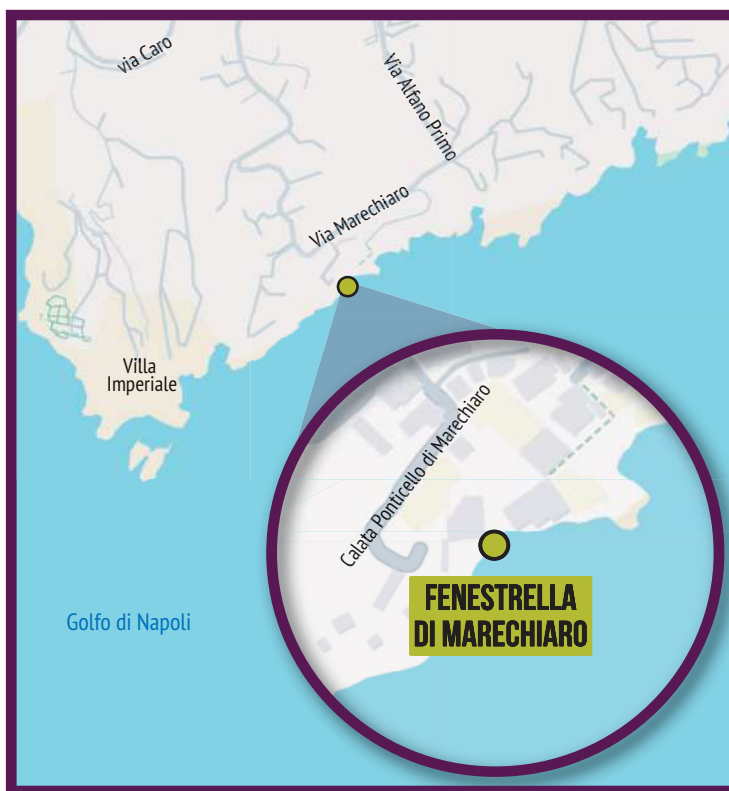 via Caro
Via Alfano Primo
Via Marechiaro
Villa
Imperiale
Calata Ponticello di Marechiaro
FENESTRELLA
DI MARECHIARO
Golfo di Napoli